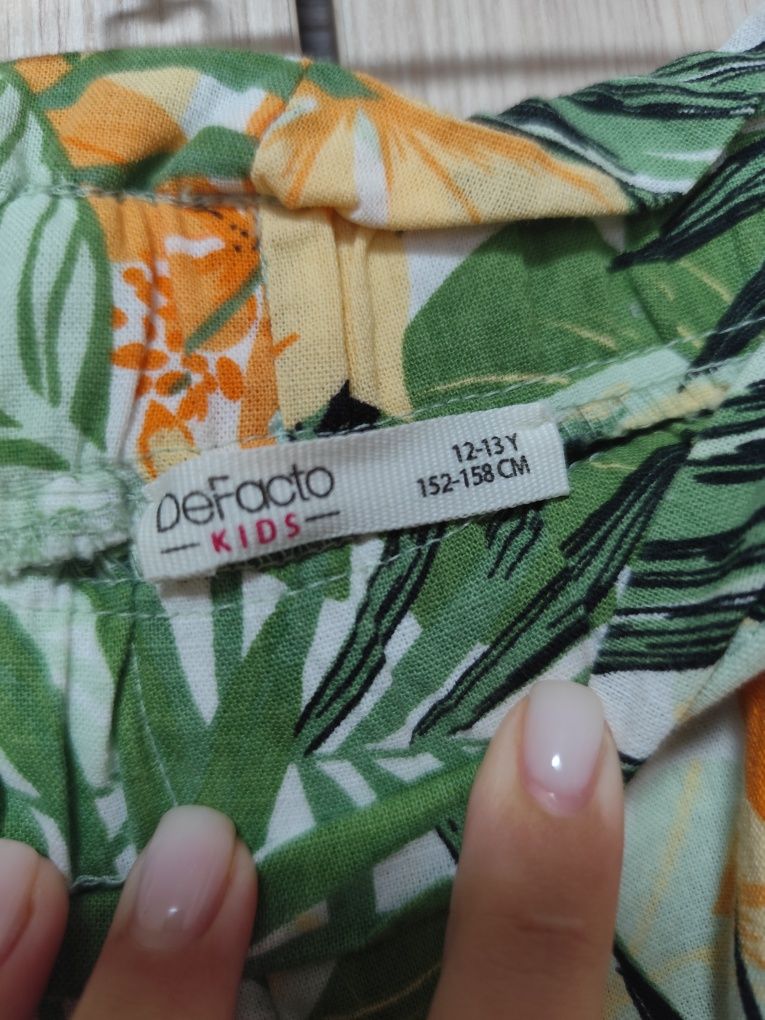 DeFacto
KIDS
12-13 Y
152-158 CM